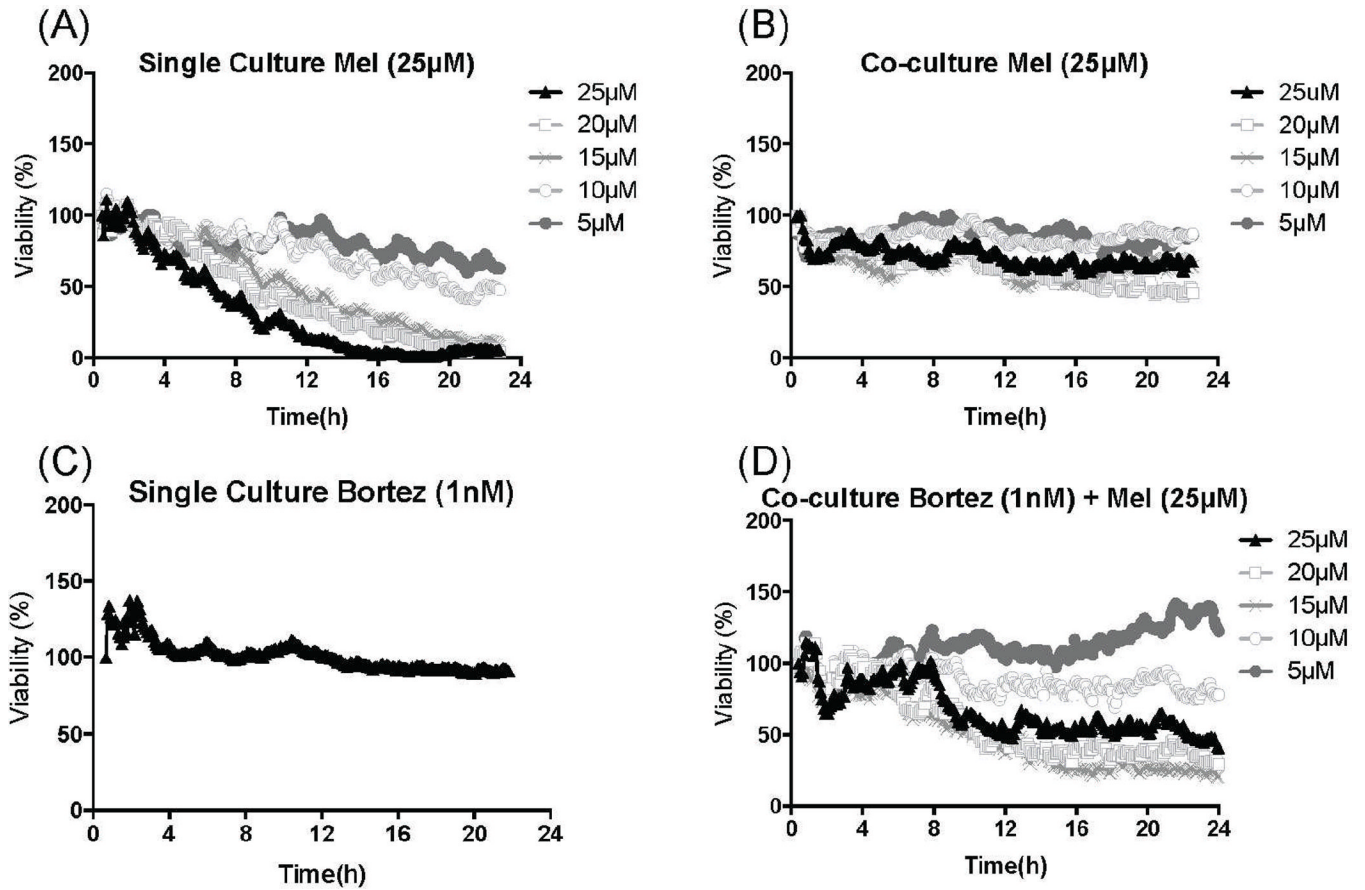 (A)
Single Culture Mel (25µM)
200
150
100
50
0
Viability (%)
0 4 8 12 16 20 24
Time(h)
25µM
20µM
15µM
10µM
5µM
(B)
Co-culture Mel (25µM)
200
150
100
50
0
Viability (%)
0 4 8 12 16 20 24
Time(h)
25uM
20µM
15µM
10µM
5µM
(C)
Single Culture Bortez (1nM)
200
150
100
50
0
Viability (%)
0 4 8 12 16 20 24
Time(h)
(D)
Co-culture Bortez (1nM) + Mel (25µM)
200
150
100
50
0
Viability (%)
0 4 8 12 16 20 24
Time(h)
25µM
20µM
15µM
10µM
5µM